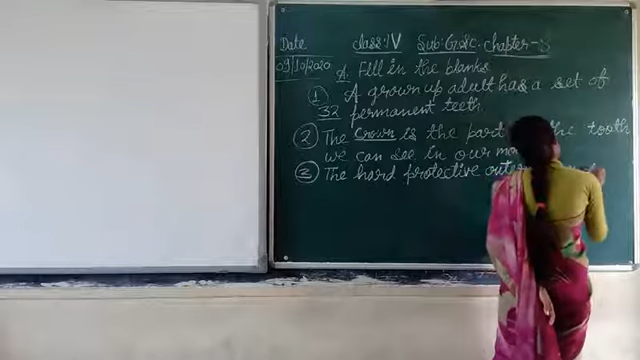 Date
09/10/2020
Class:IV Sub:G.Sc. chapter-8
A. Fill in the blanks
1 A grown up adult has a set of
32 permanent teeth.
2 The Crown is the part the tooth
we can see in our
3 The hard protective